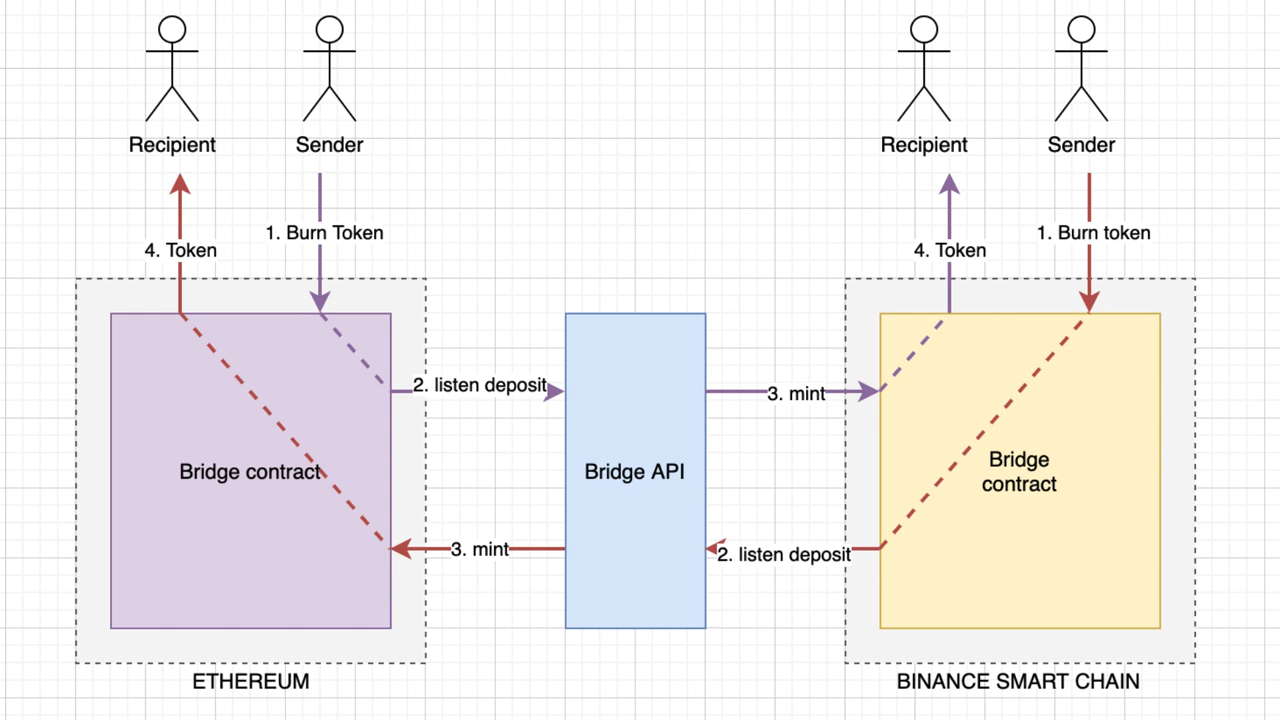 Recipient
Sender
Recipient
Sender
1. Burn Token
1. Burn token
4. Token
4. Token
2. listen deposit
3. mint
Bridge contract
Bridge API
Bridge
contract
3. mint
2. listen deposit
ETHEREUM
BINANCE SMART CHAIN